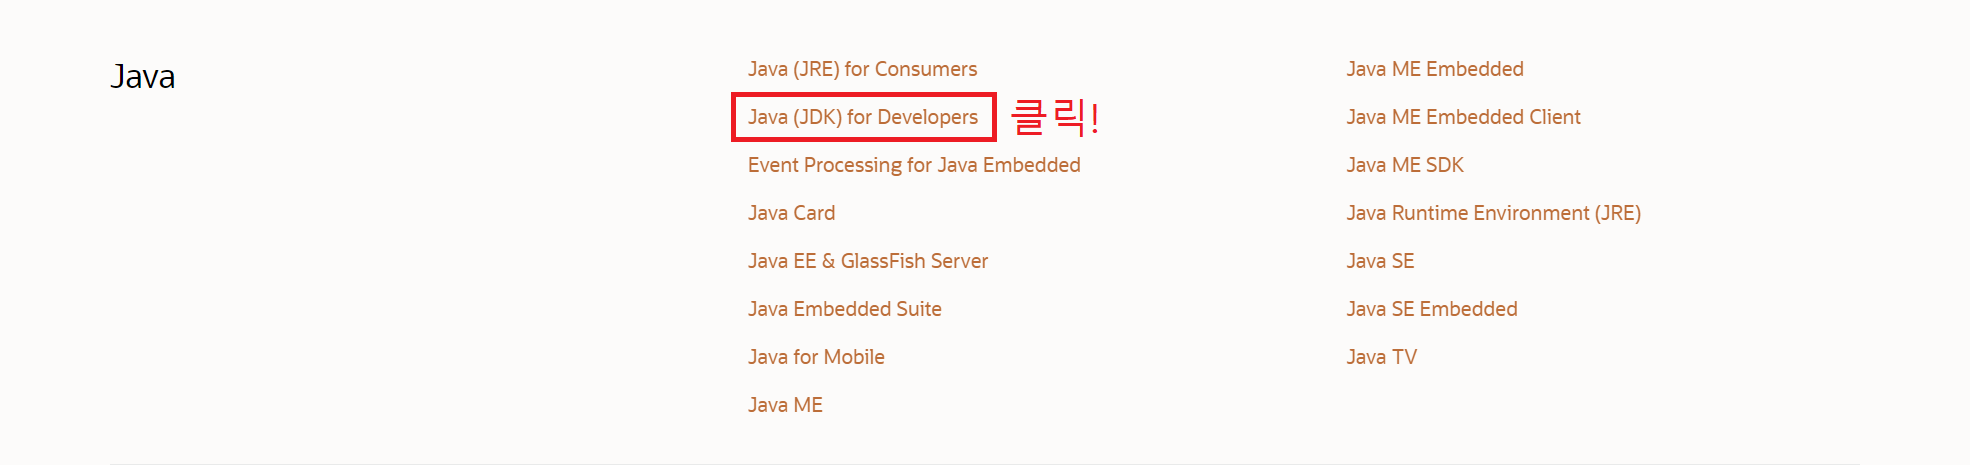 Java
Java (JRE) for Consumers
Java (JDK) for Developers 클릭!
Event Processing for Java Embedded
Java Card
Java EE & GlassFish Server
Java Embedded Suite
Java for Mobile
Java ME
Java ME Embedded
Java ME Embedded Client
Java ME SDK
Java Runtime Environment (JRE)
Java SE
Java SE Embedded
Java TV